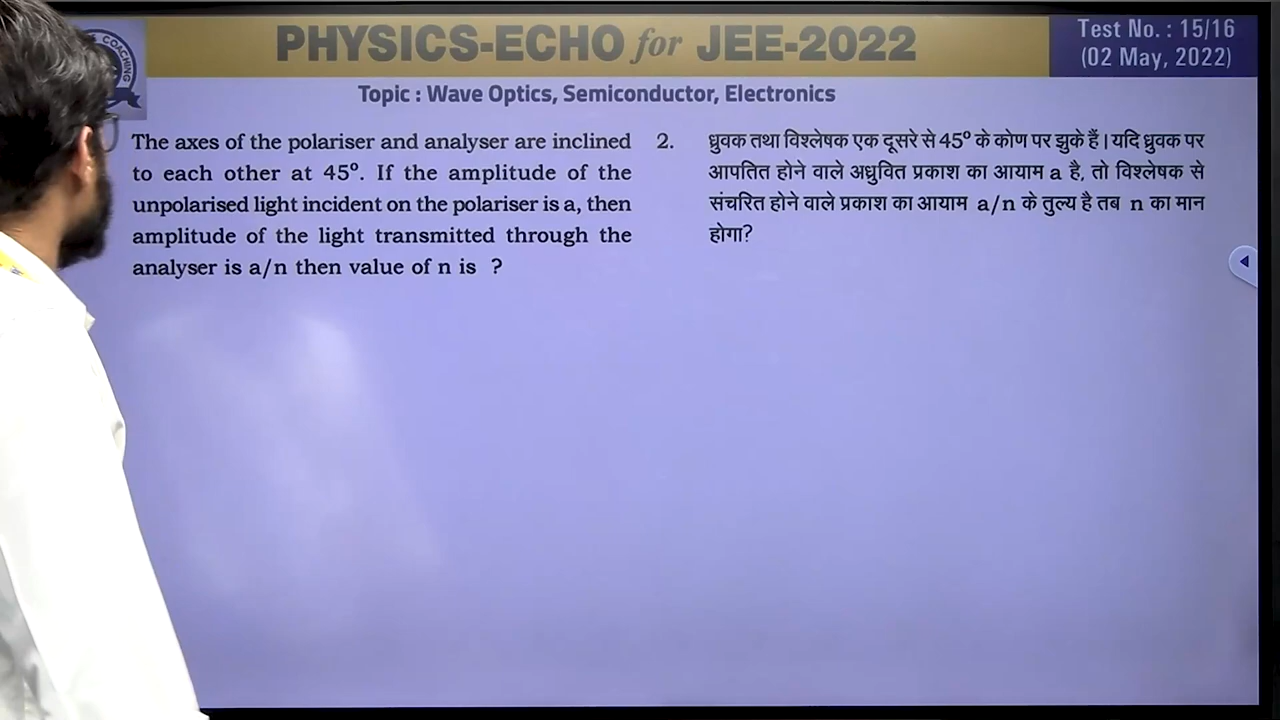 COACHING
PHYSICS-ECHO for JEE-2022
Test No. : 15/16
(02 May, 2022)
Topic : Wave Optics, Semiconductor, Electronics
The axes of the polariser and analyser are inclined
to each other at 45º. If the amplitude of the
unpolarised light incident on the polariser is a, then
amplitude of the light transmitted through the
analyser is a/n then value of n is ?
2.
ध्रुवक तथा विश्लेषक एक दूसरे से 45º के कोण पर झुके हैं। यदि ध्रुवक पर
आपतित होने वाले अध्रुवित प्रकाश का आयाम a है, तो विश्लेषक से
संचरित होने वाले प्रकाश का आयाम a/n के तुल्य है तब n का मान
होगा?